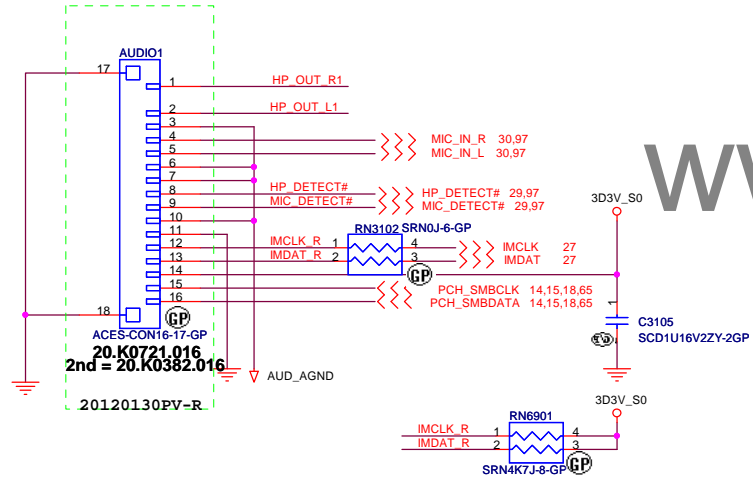 AUDIO1
17
1 HP_OUT_R1
2 HP_OUT_L1
3
4 MIC_IN_R 30,97
5 MIC_IN_L 30,97
6
7
8 HP_DETECT# HP_DETECT# 29,97
9 MIC_DETECT# MIC_DETECT# 29,97
10
11 RN3102 SRN0J-6-GP
12 IMCLK_R 1 4 IMCLK 27
13 IMDAT_R 2 3 IMDAT 27
14 GP
15 PCH_SMBCLK 14,15,18,65
16 PCH_SMBDATA 14,15,18,65
18 GP
ACES-CON16-17-GP
20.K0721.016
2nd = 20.K0382.016
AUD_AGND
20120130PV-R
3D3V_S0
1
C3105
SCD1U16V2ZY-2GP
3D3V_S0
RN6901
IMCLK_R 1 4
IMDAT_R 2 3
SRN4K7J-8-GP GP